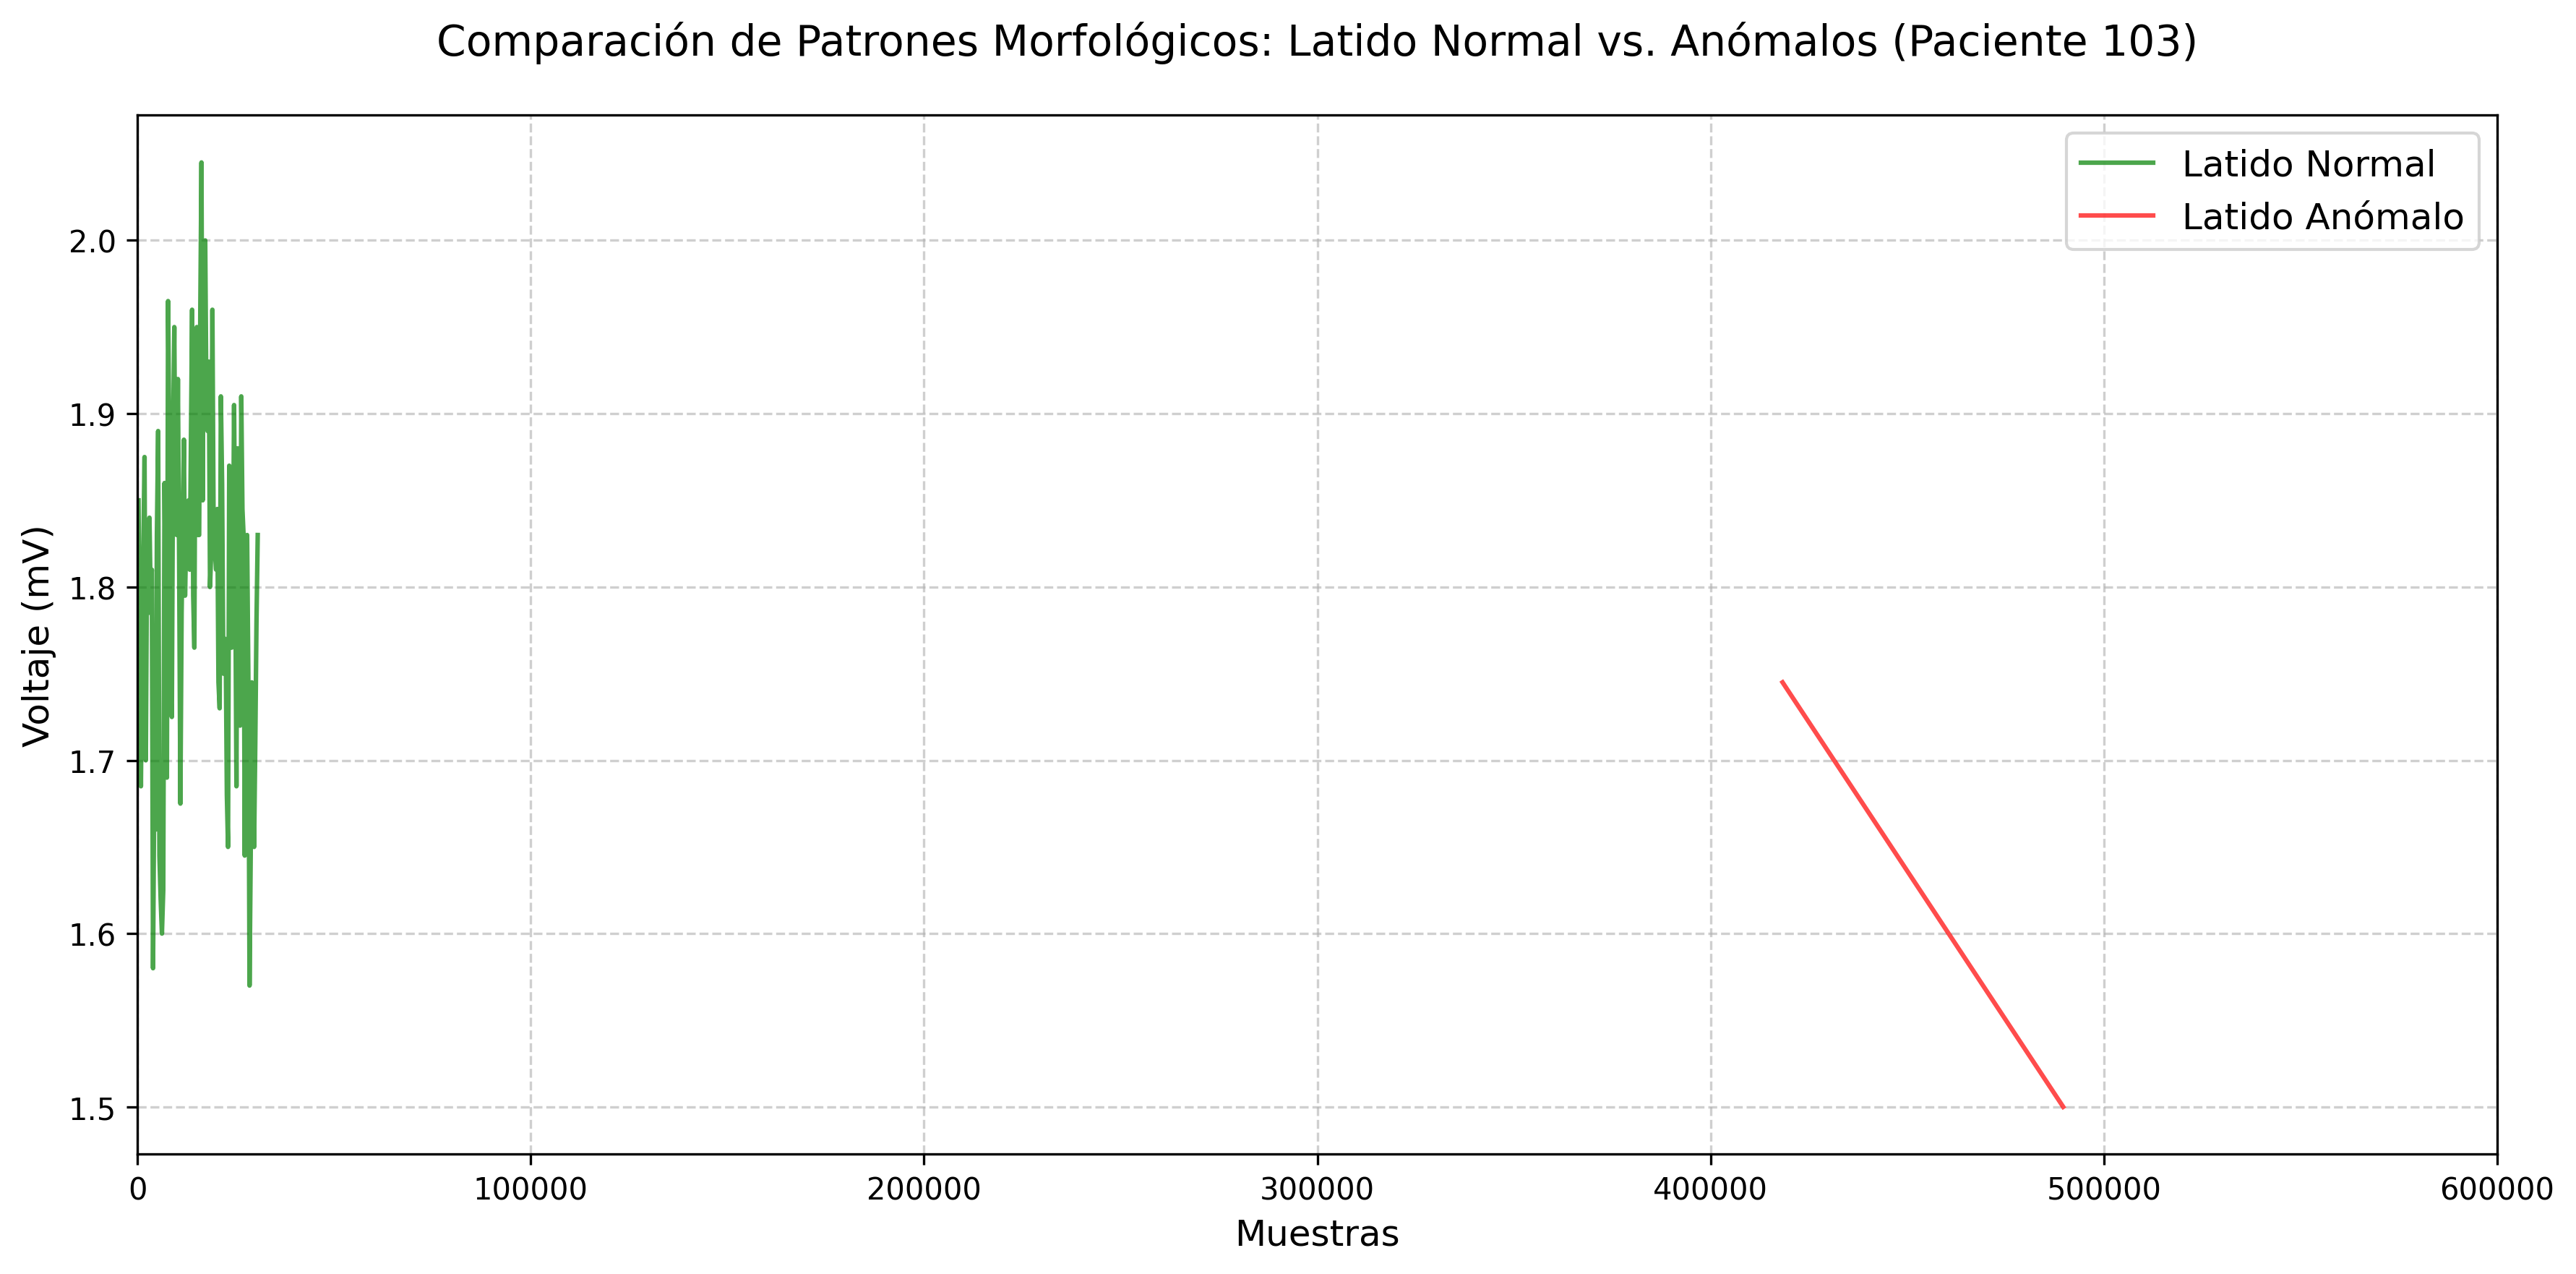 Comparación de Patrones Morfológicos: Latido Normal vs. Anómalos (Paciente 103)
Latido Normal
Latido Anómalo
Voltaje (mV)
2.0
1.9
1.8
1.7
1.6
1.5
0 100000 200000 300000 400000 500000 600000
Muestras